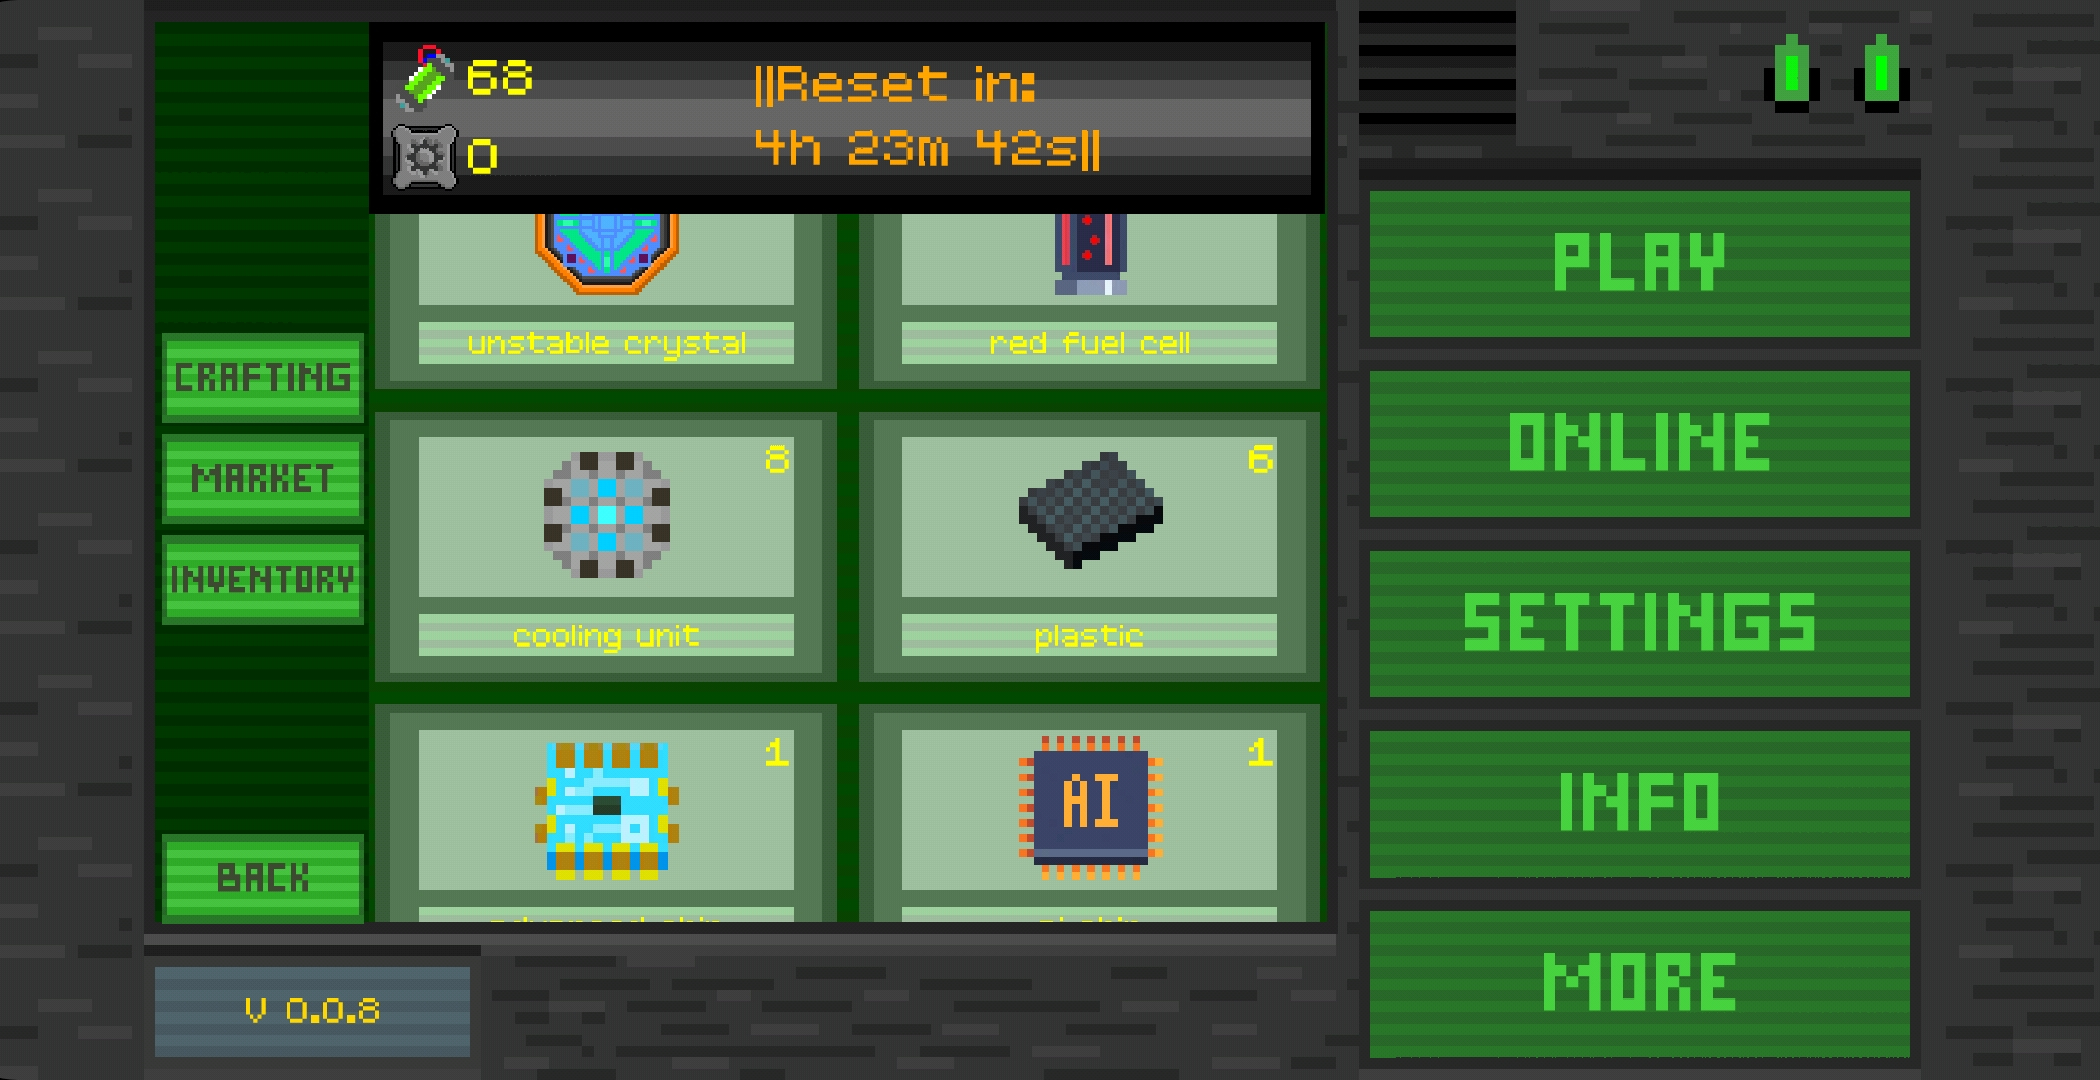 68
||Reset in:
0
4h 23m 42s||
unstable crystal
red fuel cell
8
6
cooling unit
plastic
1
1
AI
CRAFTING
MARKET
INVENTORY
BACK
V 0.0.8
PLAY
ONLINE
SETTINGS
INFO
MORE